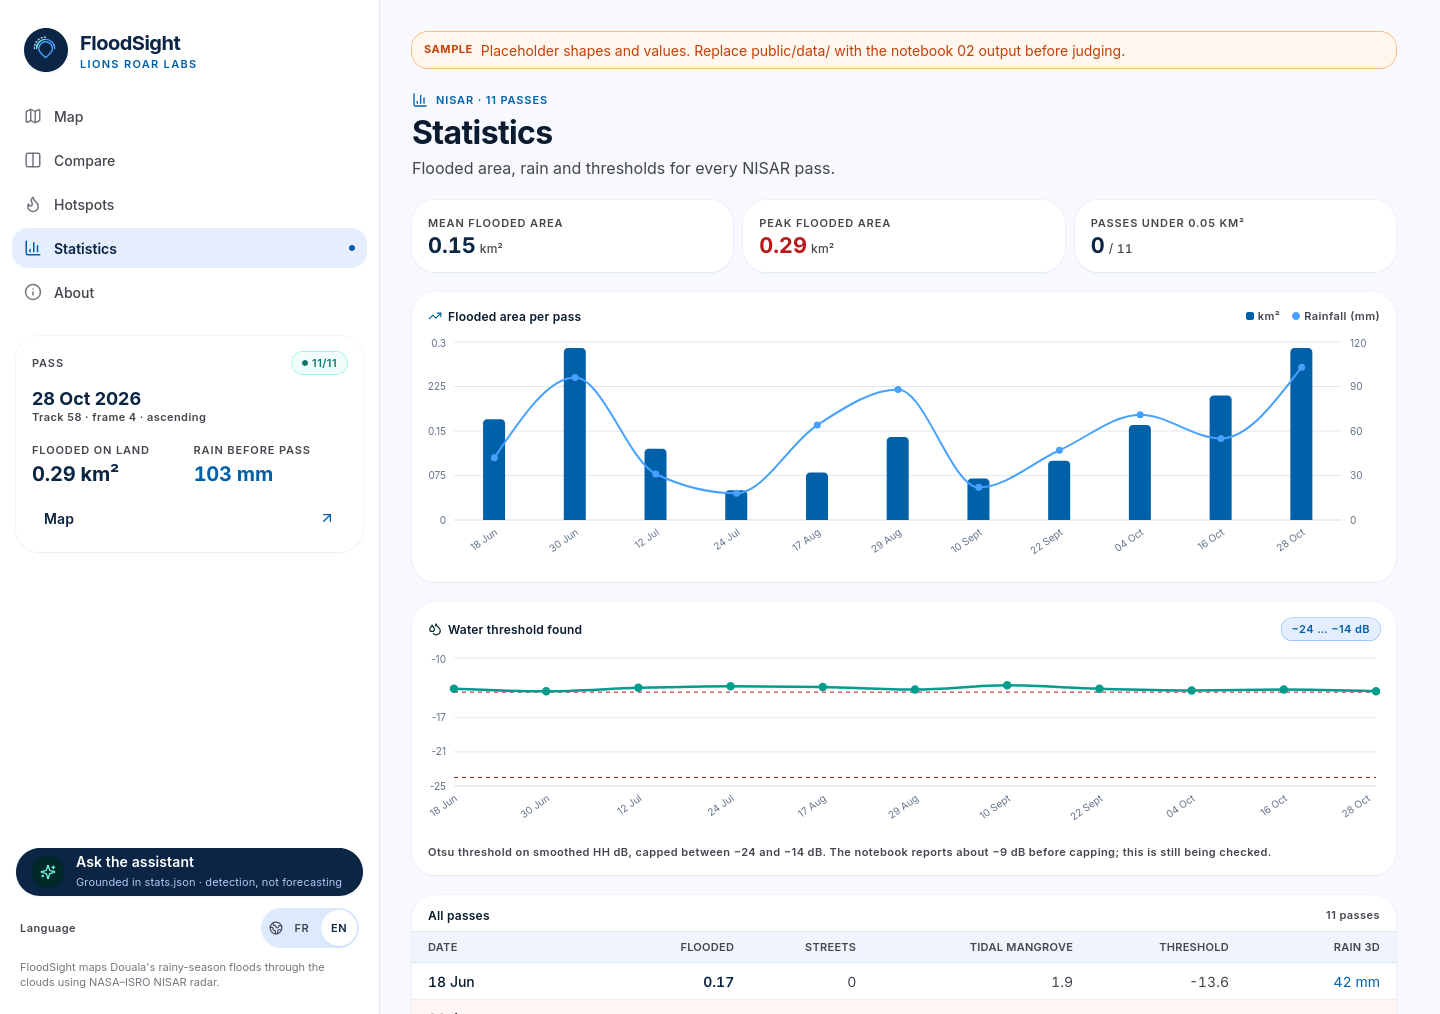 FloodSight
LIONS ROAR LABS
Map
Compare
Hotspots
Statistics
About
PASS
11/11
28 Oct 2026
Track 58 · frame 4 · ascending
FLOODED ON LAND
RAIN BEFORE PASS
0.29 km²
103 mm
Map
Ask the assistant
Grounded in stats.json · detection, not forecasting
Language
FR
EN
FloodSight maps Douala's rainy-season floods through the
clouds using NASA–ISRO NISAR radar.
SAMPLE Placeholder shapes and values. Replace public/data/ with the notebook 02 output before judging.
NISAR · 11 PASSES
Statistics
Flooded area, rain and thresholds for every NISAR pass.
MEAN FLOODED AREA
0.15 km²
PEAK FLOODED AREA
0.29 km²
PASSES UNDER 0.05 KM²
0 / 11
Flooded area per pass
km² Rainfall (mm)
0.3 120
225 90
0.15 60
075 30
0 0
18 Jun 30 Jun 12 Jul 24 Jul 17 Aug 29 Aug 10 Sept 22 Sept 04 Oct 16 Oct 28 Oct
Water threshold found
−24 … −14 dB
-10
-17
-21
-25
18 Jun 30 Jun 12 Jul 24 Jul 17 Aug 29 Aug 10 Sept 22 Sept 04 Oct 16 Oct 28 Oct
Otsu threshold on smoothed HH dB, capped between −24 and −14 dB. The notebook reports about −9 dB before capping; this is still being checked.
All passes
11 passes
DATE FLOODED STREETS TIDAL MANGROVE THRESHOLD RAIN 3D
18 Jun 0.17 0 1.9 -13.6 42 mm